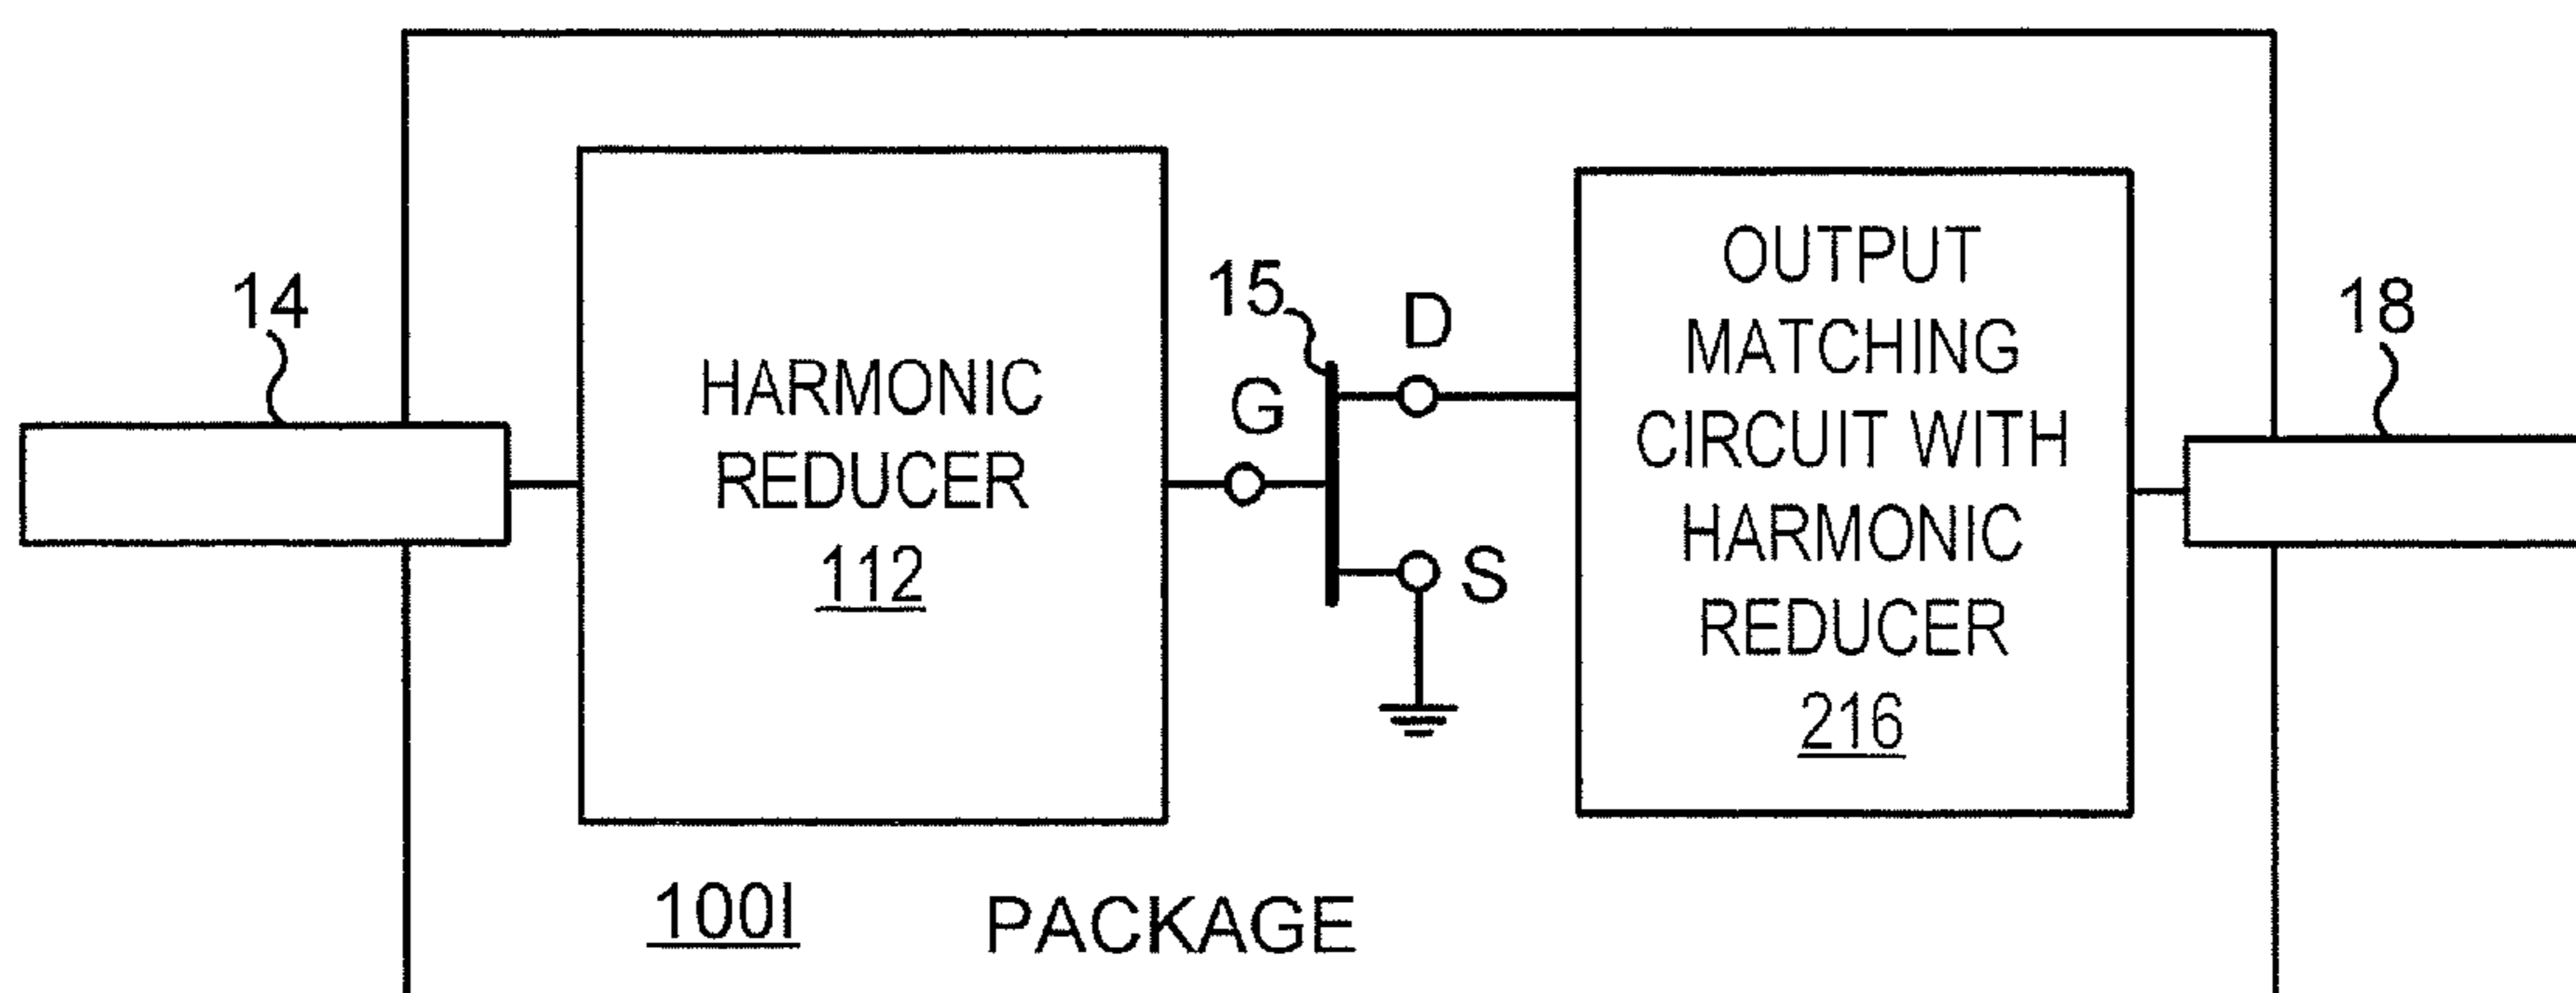 14
HARMONIC
REDUCER
112
15
G
D
S
OUTPUT
MATCHING
CIRCUIT WITH
HARMONIC
REDUCER
216
18
100I
PACKAGE